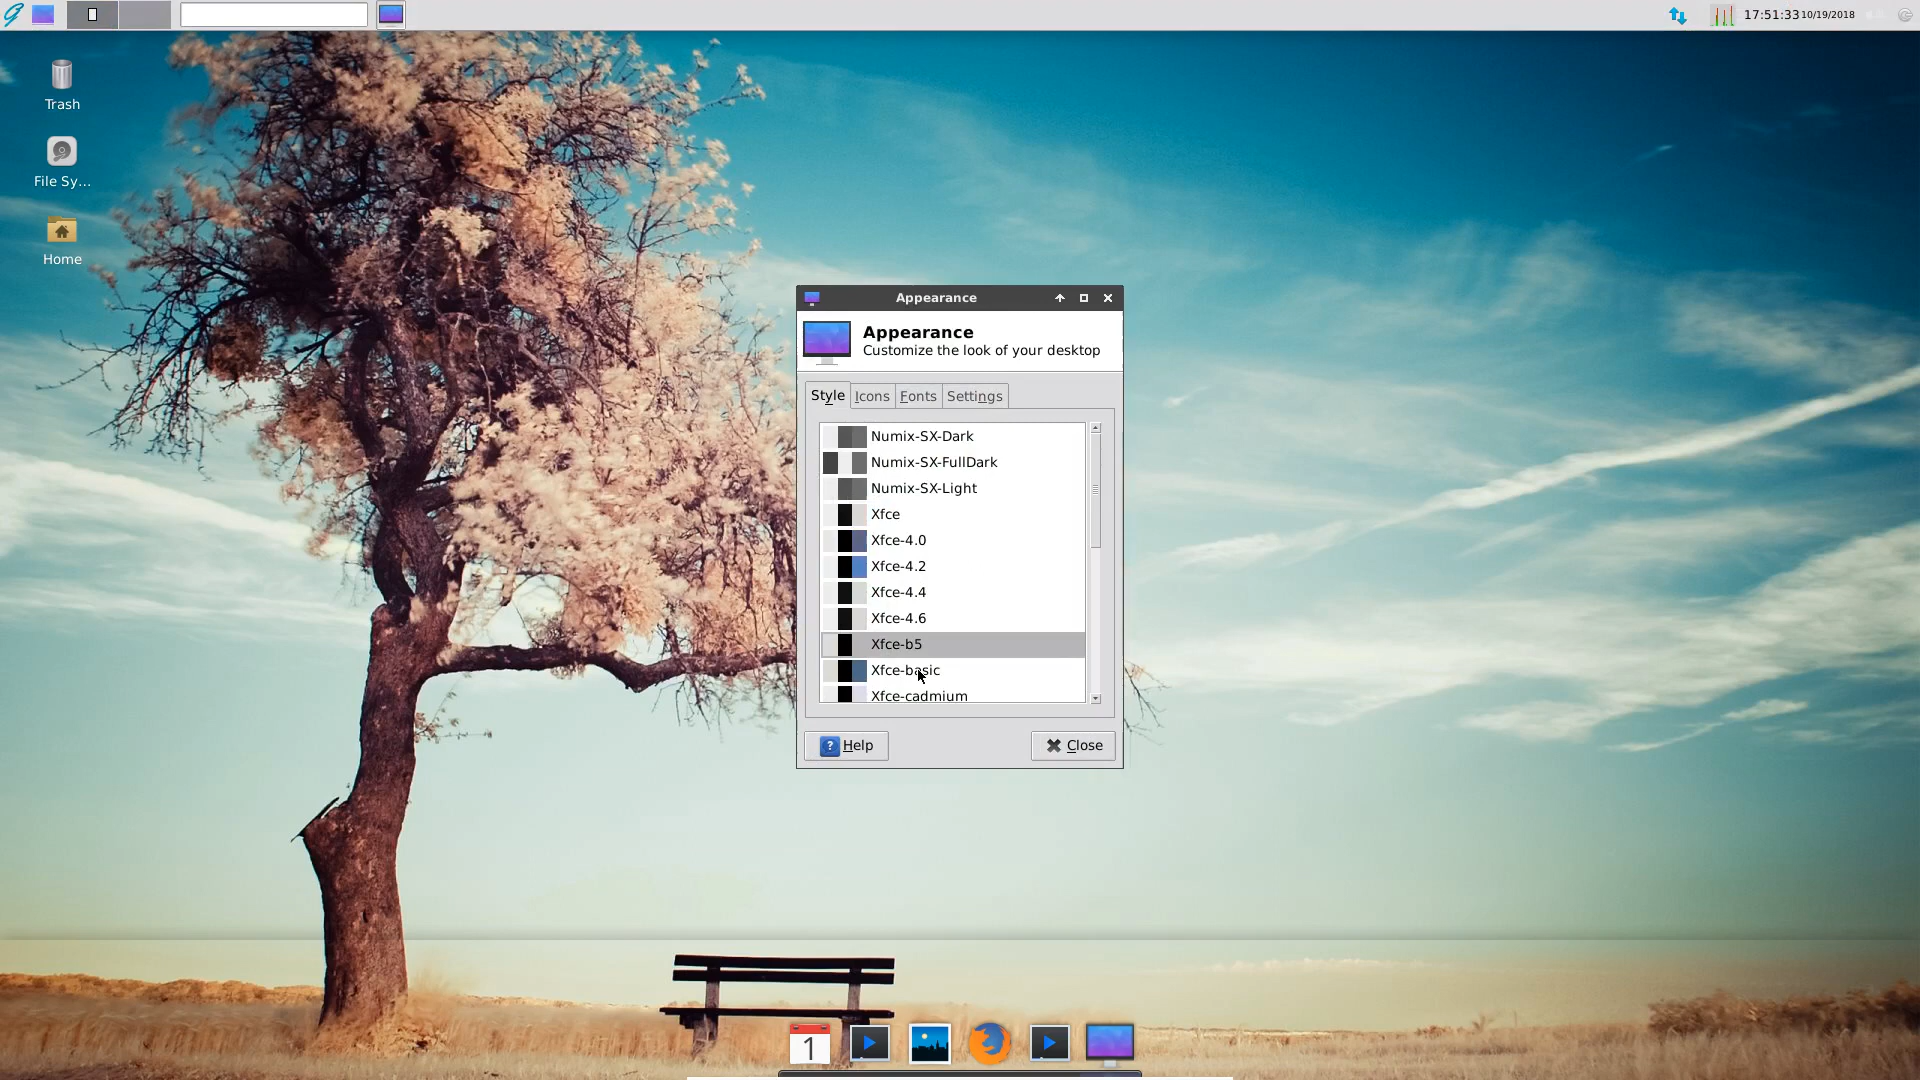 17:51:33 10/19/2018
Trash
File Sy...
Home
Appearance
Appearance
Customize the look of your desktop
Style Icons Fonts Settings
Numix-SX-Dark
Numix-SX-FullDark
Numix-SX-Light
Xfce
Xfce-4.0
Xfce-4.2
Xfce-4.4
Xfce-4.6
Xfce-b5
Xfce-basic
Xfce-cadmium
? Help Close
1